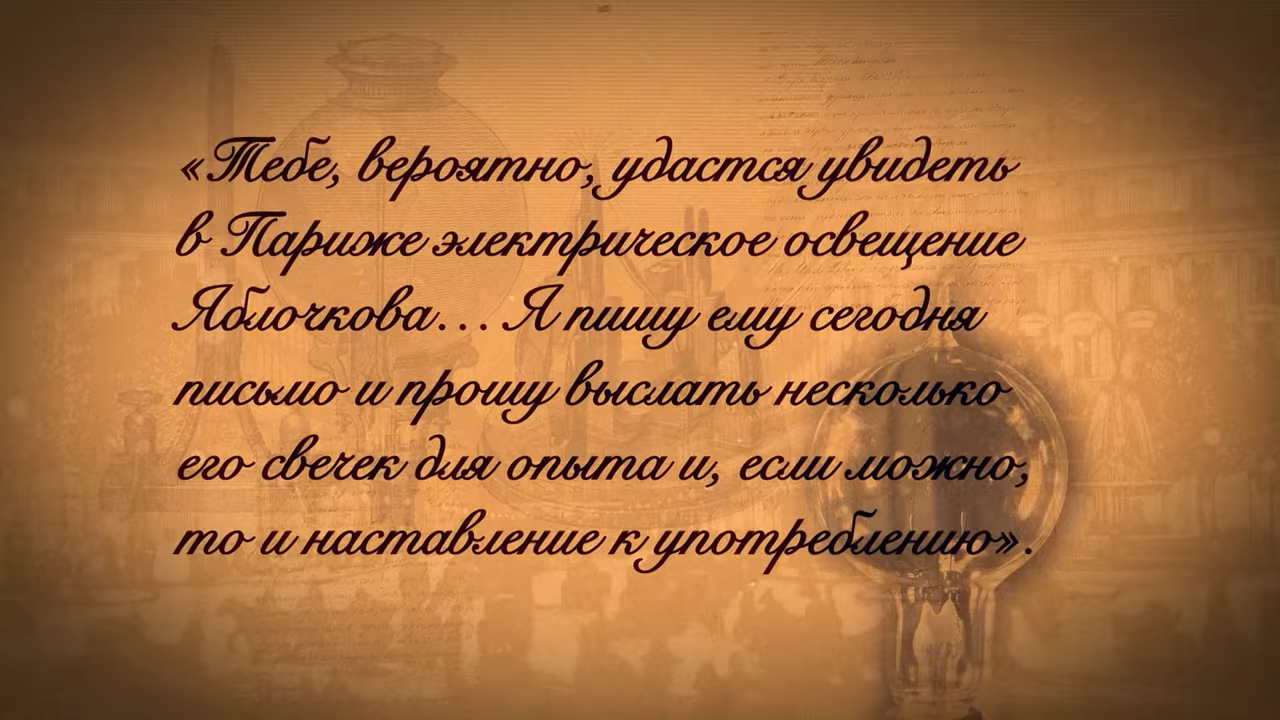 «Тебе, вероятно, удастся увидеть
в Париже электрическое освещение
Яблочкова... Я пишу ему сегодня
письмо и прошу выслать несколько
его свечек для опыта и, если можно,
то и наставление к употреблению».